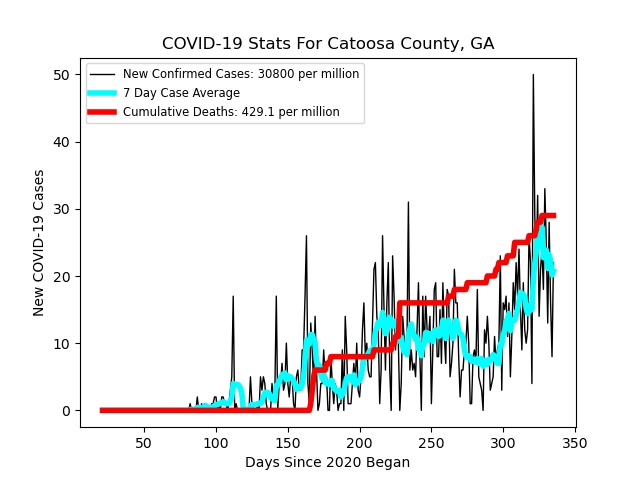 COVID-19 Stats For Catoosa County, GA
New Confirmed Cases: 30800 per million
7 Day Case Average
Cumulative Deaths: 429.1 per million
New COVID-19 Cases
50
40
30
20
10
0
50 100 150 200 250 300 350
Days Since 2020 Began